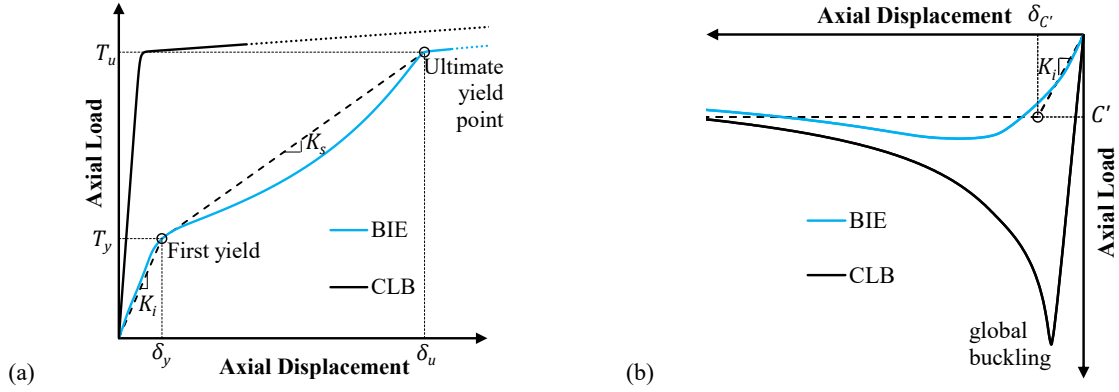 Axial Load
T_u
T_y
K_i
K_s
First yield
Ultimate
yield
point
BIE
CLB
δ_y
Axial Displacement
δ_u
(a)
Axial Displacement
δ_{C′}
K_i
C′
Axial Load
BIE
CLB
global
buckling
(b)